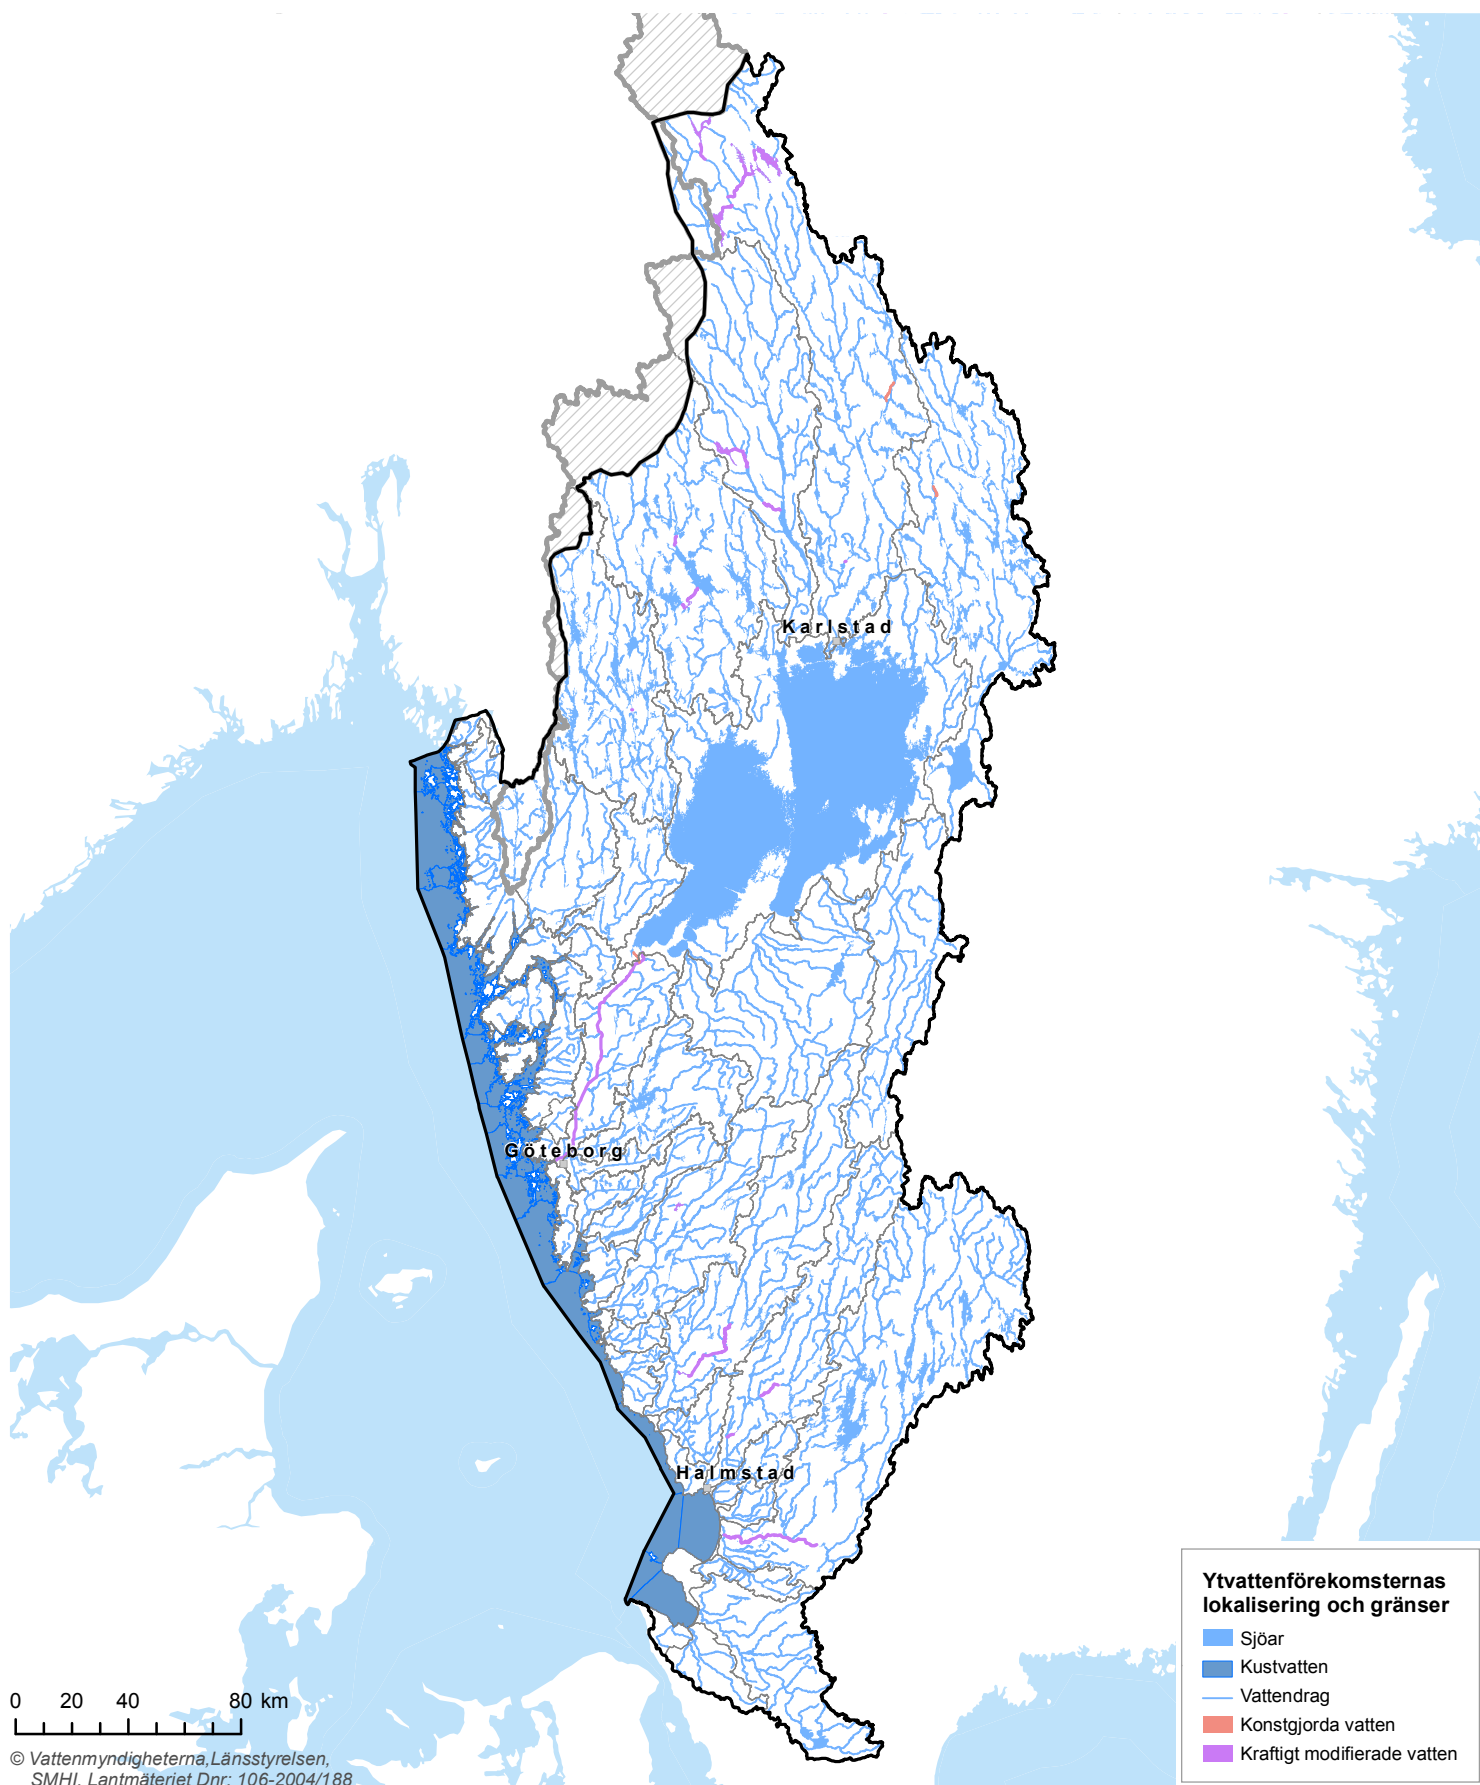 Karlstad
Göteborg
Halmstad
Ytvattenförekomsternas
lokalisering och gränser
Sjöar
Kustvatten
Vattendrag
Konstgjorda vatten
Kraftigt modifierade vatten
0 20 40 80 km
© Vattenmyndigheterna,Länsstyrelsen,
SMHI, Lantmäteriet Dnr: 106-2004/188